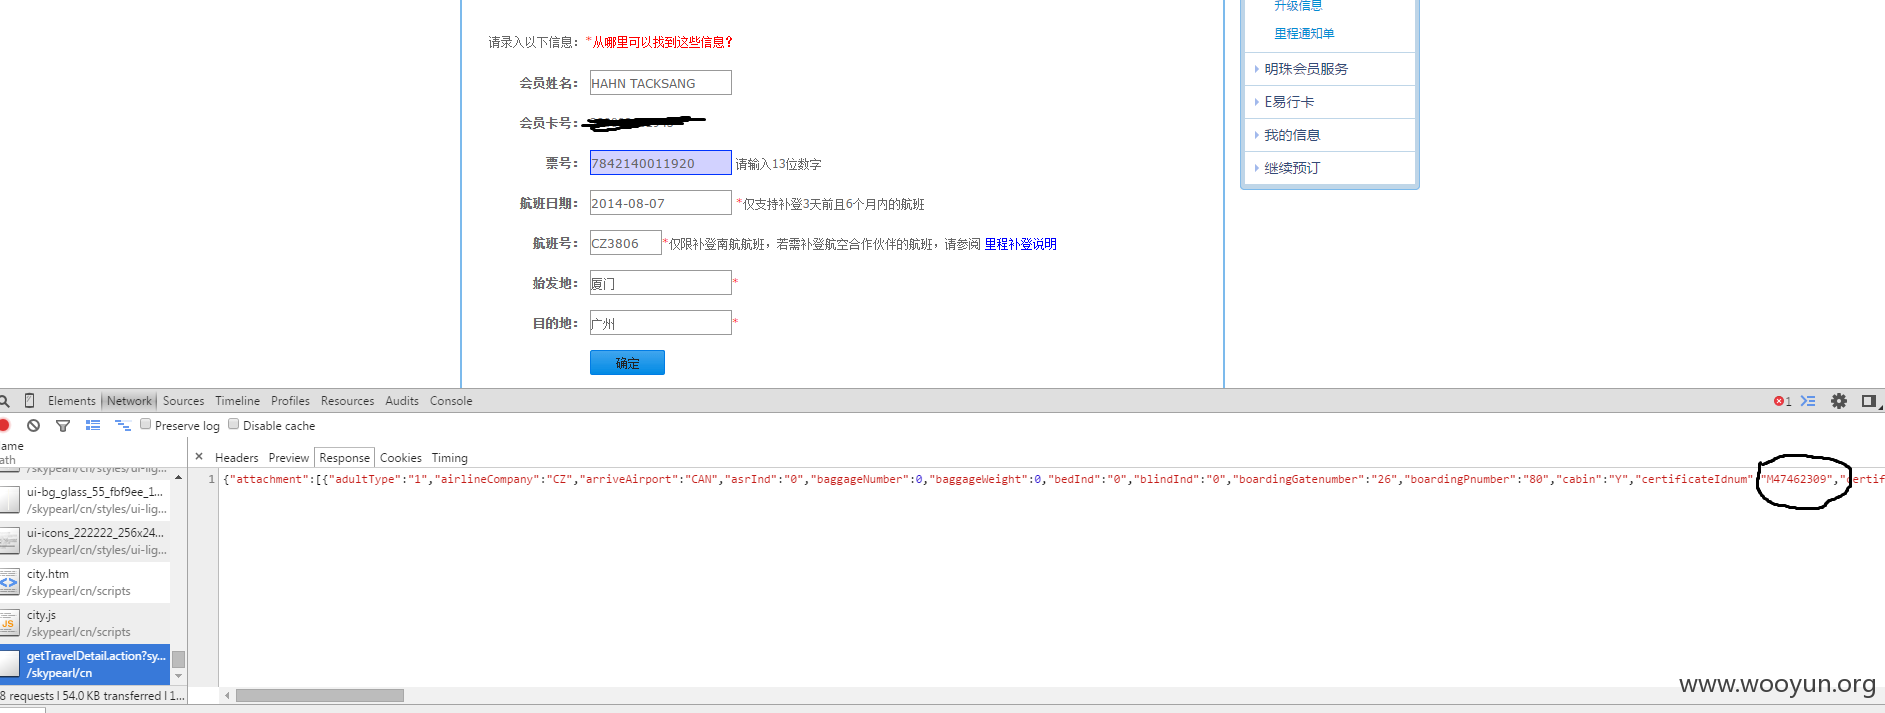 升级信息
里程通知单
明珠会员服务
E易行卡
我的信息
继续预订
请录入以下信息：*从哪里可以找到这些信息?
会员姓名： HAHN TACKSANG
会员卡号：
票号： 7842140011920 请输入13位数字
航班日期： 2014-08-07 *仅支持补登3天前且6个月内的航班
航班号： CZ3806 *仅限补登南航航班，若需补登航空合作伙伴的航班，请参阅 里程补登说明
始发地： 厦门 *
目的地： 广州 *
确定
Elements Network Sources Timeline Profiles Resources Audits Console 1
Preserve log Disable cache
ame
ath
× Headers Preview Response Cookies Timing
/skypearl/cn/styles/ui-lig...
ui-bg_glass_55_fbf9ee_1...
/skypearl/cn/styles/ui-lig...
ui-icons_222222_256x24...
/skypearl/cn/styles/ui-lig...
city.htm
/skypearl/cn/scripts
city.js
/skypearl/cn/scripts
getTravelDetail.action?sy...
/skypearl/cn
8 requests | 54.0 KB transferred | 1...
1 {"attachment":[{"adultType":"1","airlineCompany":"CZ","arriveAirport":"CAN","asrInd":"0","baggageNumber":0,"baggageWeight":0,"bedInd":"0","blindInd":"0","boardingGatenumber":"26","boardingPnumber":"80","cabin":"Y","certificateIdnum":"M47462309","certif
www.wooyun.org